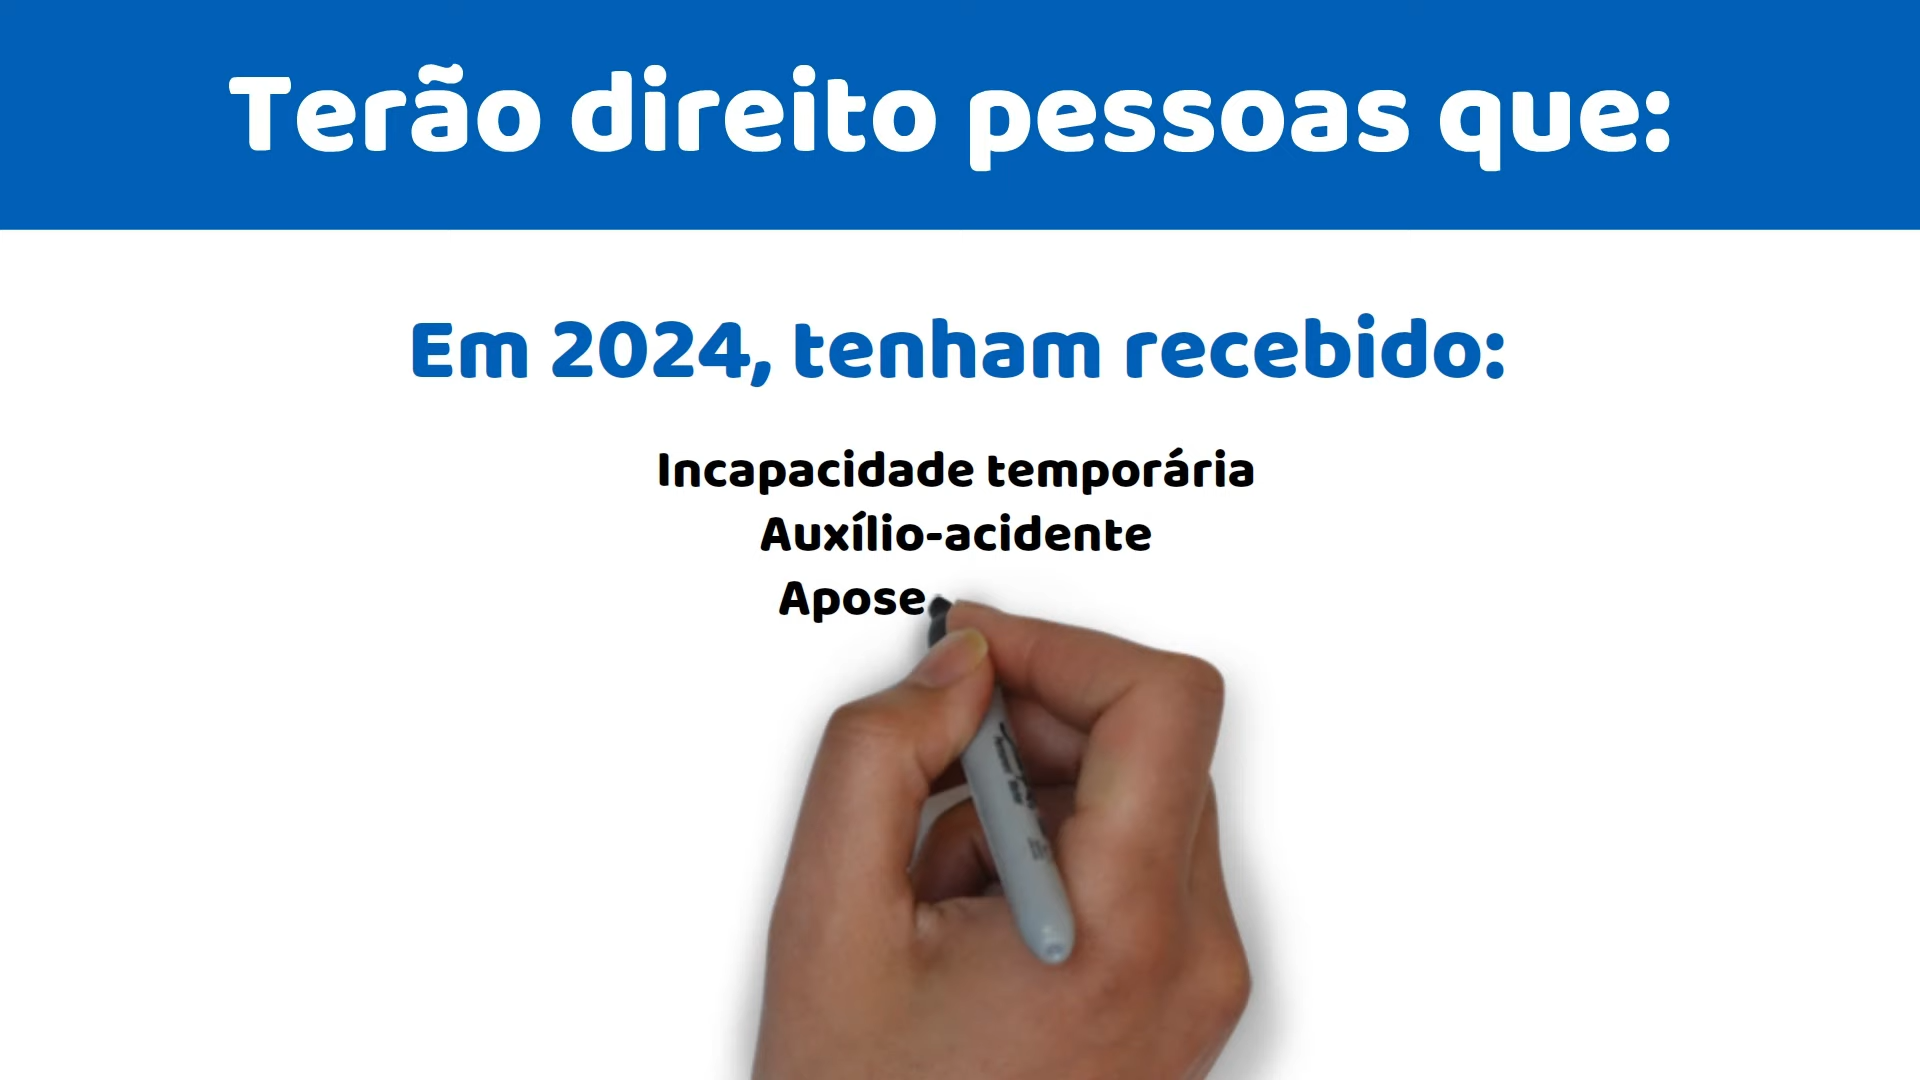 Terão direito pessoas que:
Em 2024, tenham recebido:
Incapacidade temporária
Auxílio-acidente
Apose